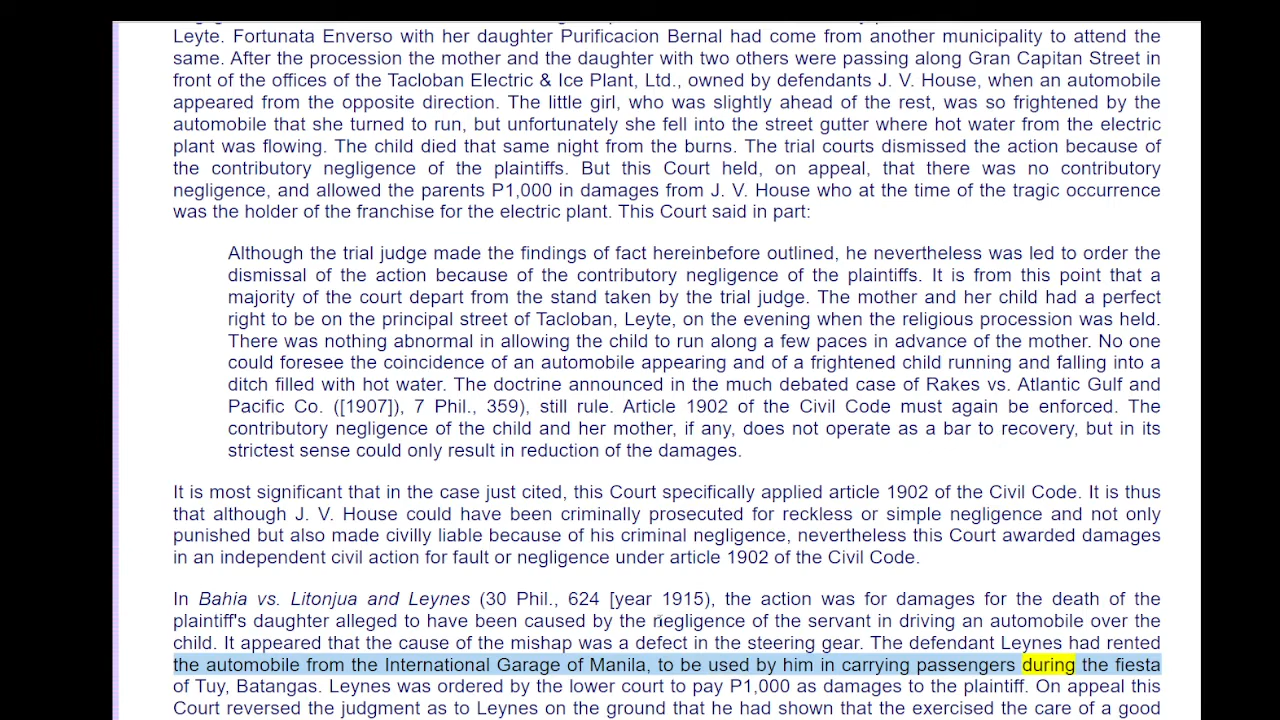 Leyte. Fortunata Enverso with her daughter Purificacion Bernal had come from another municipality to attend the
same. After the procession the mother and the daughter with two others were passing along Gran Capitan Street in
front of the offices of the Tacloban Electric & Ice Plant, Ltd., owned by defendants J. V. House, when an automobile
appeared from the opposite direction. The little girl, who was slightly ahead of the rest, was so frightened by the
automobile that she turned to run, but unfortunately she fell into the street gutter where hot water from the electric
plant was flowing. The child died that same night from the burns. The trial courts dismissed the action because of
the contributory negligence of the plaintiffs. But this Court held, on appeal, that there was no contributory
negligence, and allowed the parents P1,000 in damages from J. V. House who at the time of the tragic occurrence
was the holder of the franchise for the electric plant. This Court said in part:
Although the trial judge made the findings of fact hereinbefore outlined, he nevertheless was led to order the
dismissal of the action because of the contributory negligence of the plaintiffs. It is from this point that a
majority of the court depart from the stand taken by the trial judge. The mother and her child had a perfect
right to be on the principal street of Tacloban, Leyte, on the evening when the religious procession was held.
There was nothing abnormal in allowing the child to run along a few paces in advance of the mother. No one
could foresee the coincidence of an automobile appearing and of a frightened child running and falling into a
ditch filled with hot water. The doctrine announced in the much debated case of Rakes vs. Atlantic Gulf and
Pacific Co. ([1907]), 7 Phil., 359), still rule. Article 1902 of the Civil Code must again be enforced. The
contributory negligence of the child and her mother, if any, does not operate as a bar to recovery, but in its
strictest sense could only result in reduction of the damages.
It is most significant that in the case just cited, this Court specifically applied article 1902 of the Civil Code. It is thus
that although J. V. House could have been criminally prosecuted for reckless or simple negligence and not only
punished but also made civilly liable because of his criminal negligence, nevertheless this Court awarded damages
in an independent civil action for fault or negligence under article 1902 of the Civil Code.
In Bahia vs. Litonjua and Leynes (30 Phil., 624 [year 1915), the action was for damages for the death of the
plaintiff's daughter alleged to have been caused by the negligence of the servant in driving an automobile over the
child. It appeared that the cause of the mishap was a defect in the steering gear. The defendant Leynes had rented
the automobile from the International Garage of Manila, to be used by him in carrying passengers during the fiesta
of Tuy, Batangas. Leynes was ordered by the lower court to pay P1,000 as damages to the plaintiff. On appeal this
Court reversed the judgment as to Leynes on the ground that he had shown that the exercised the care of a good